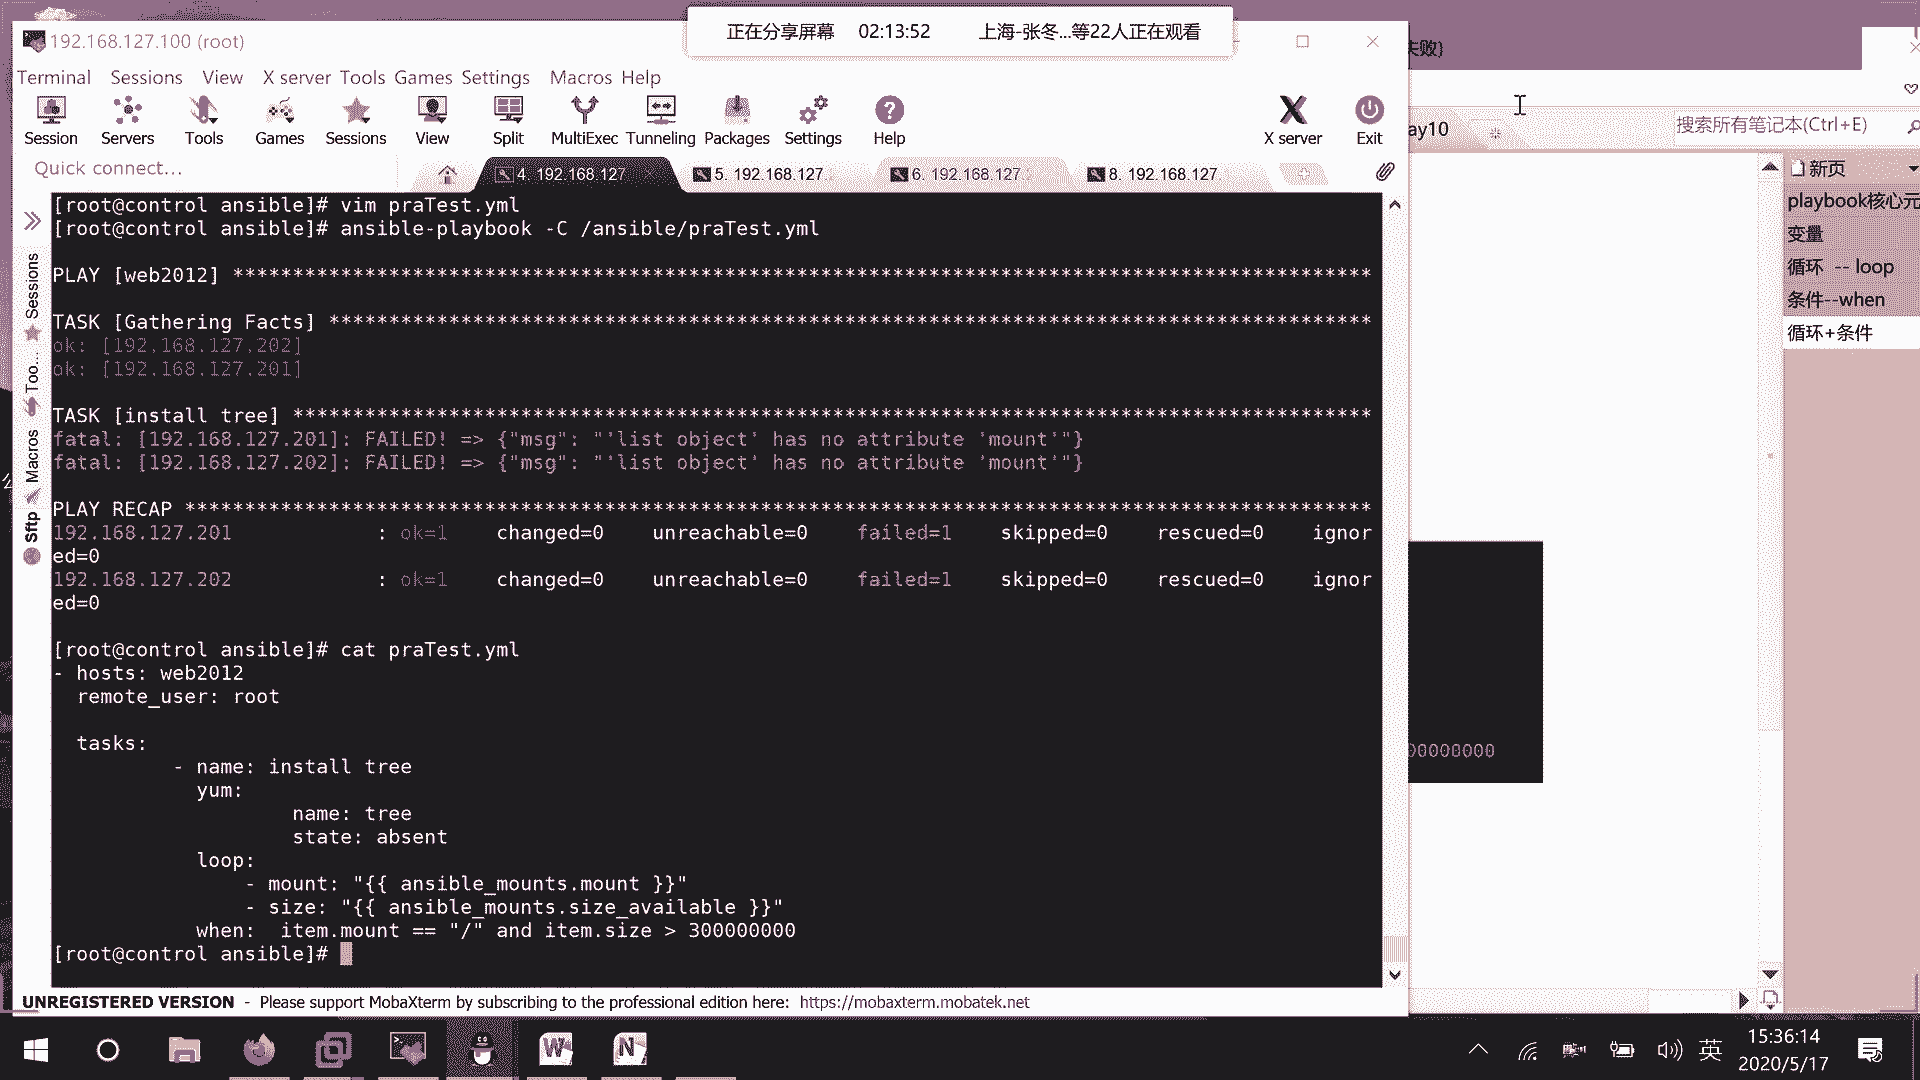 正在分享屏幕 02:13:52 上海-张冬...等22人正在观看
192.168.127.100 (root)
Terminal Sessions View X server Tools Games Settings Macros Help
Session Servers Tools Games Sessions View Split MultiExec Tunneling Packages Settings Help X server Exit
Quick connect...
4. 192.168.127 5. 192.168.127. 6. 192.168.127. 8. 192.168.127.
Sessions
Too...
Macros
Sftp
[root@control ansible]# vim praTest.yml
[root@control ansible]# ansible-playbook -C /ansible/praTest.yml
PLAY [web2012] ***********************************************************************************************
TASK [Gathering Facts] ***************************************************************************************
ok: [192.168.127.202]
ok: [192.168.127.201]
TASK [install tree] ******************************************************************************************
fatal: [192.168.127.201]: FAILED! => {"msg": "'list object' has no attribute 'mount'"}
fatal: [192.168.127.202]: FAILED! => {"msg": "'list object' has no attribute 'mount'"}
PLAY RECAP ***************************************************************************************************
192.168.127.201 : ok=1 changed=0 unreachable=0 failed=1 skipped=0 rescued=0 ignor
ed=0
192.168.127.202 : ok=1 changed=0 unreachable=0 failed=1 skipped=0 rescued=0 ignor
ed=0
[root@control ansible]# cat praTest.yml
- hosts: web2012
remote_user: root
tasks:
- name: install tree
yum:
name: tree
state: absent
loop:
- mount: "{{ ansible_mounts.mount }}"
- size: "{{ ansible_mounts.size_available }}"
when: item.mount == "/" and item.size > 300000000
[root@control ansible]#
UNREGISTERED VERSION - Please support MobaXterm by subscribing to the professional edition here: https://mobaxterm.mobatek.net
失败}
ay10
搜索所有笔记本(Ctrl+E)
新页
playbook核心元
变量
循环 -- loop
条件--when
循环+条件
00000000
英
15:36:14
2020/5/17